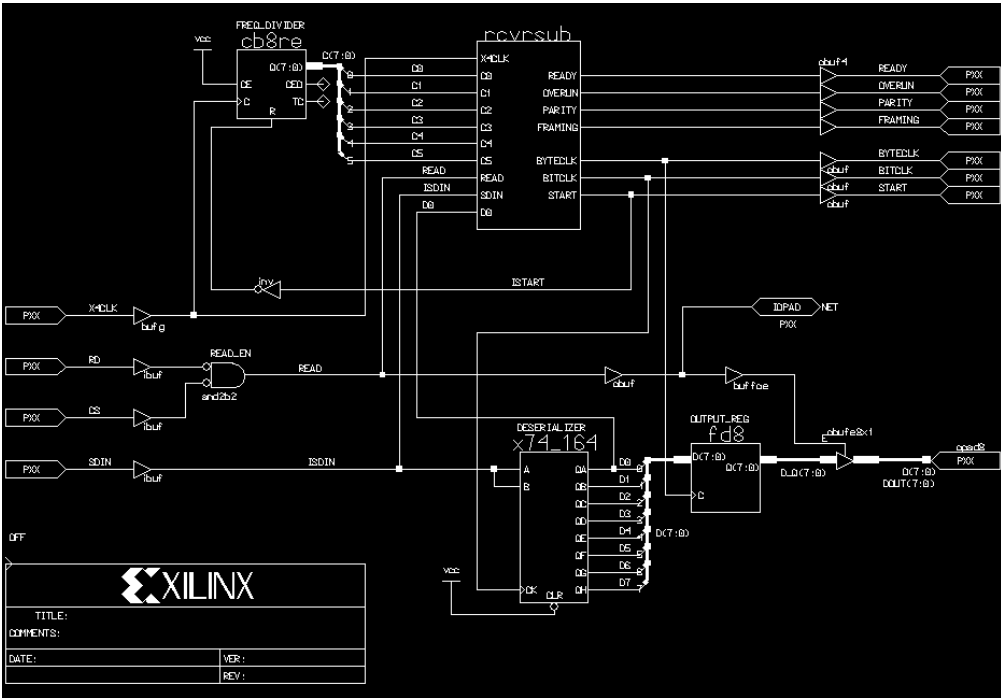 FREQ_DIVIDER
cb8re
VCC
C(7:0)
Q(7:0)
CE
CEO
C
TC
R
C0
C1
C2
C3
C4
C5
0
1
2
3
4
5
READ
ISDIN
D0
rcvrsub
X4CLK
C0
C1
C2
C3
C4
C5
READ
SDIN
D0
READY
OVERUN
PARITY
FRAMING
BYTECLK
BITCLK
START
obuf4
READY
OVERUN
PARITY
FRAMING
BYTECLK
obuf
BITCLK
obuf
START
obuf
PXX
PXX
PXX
PXX
PXX
PXX
PXX
inv
ISTART
PXX
X4CLK
bufg
IOPAD
NET
PXX
PXX
RD
ibuf
READ_EN
and2b2
READ
obuf
buffoe
PXX
CS
ibuf
PXX
SDIN
ibuf
ISDIN
DESERIALIZER
x74_164
A
B
QA
QB
QC
QD
QE
QF
QG
QH
CK
CLR
VCC
D0
D1
D2
D3
D4
D5
D6
D7
0
1
2
3
4
5
6
7
D(7:0)
OUTPUT_REG
fd8
D(7:0)
Q(7:0)
C
D_Q(7:0)
obufe8x1
E
opad8
PXX
O(7:0)
DOUT(7:0)
OFF
XILINX
TITLE:
COMMENTS:
DATE:
VER:
REV: